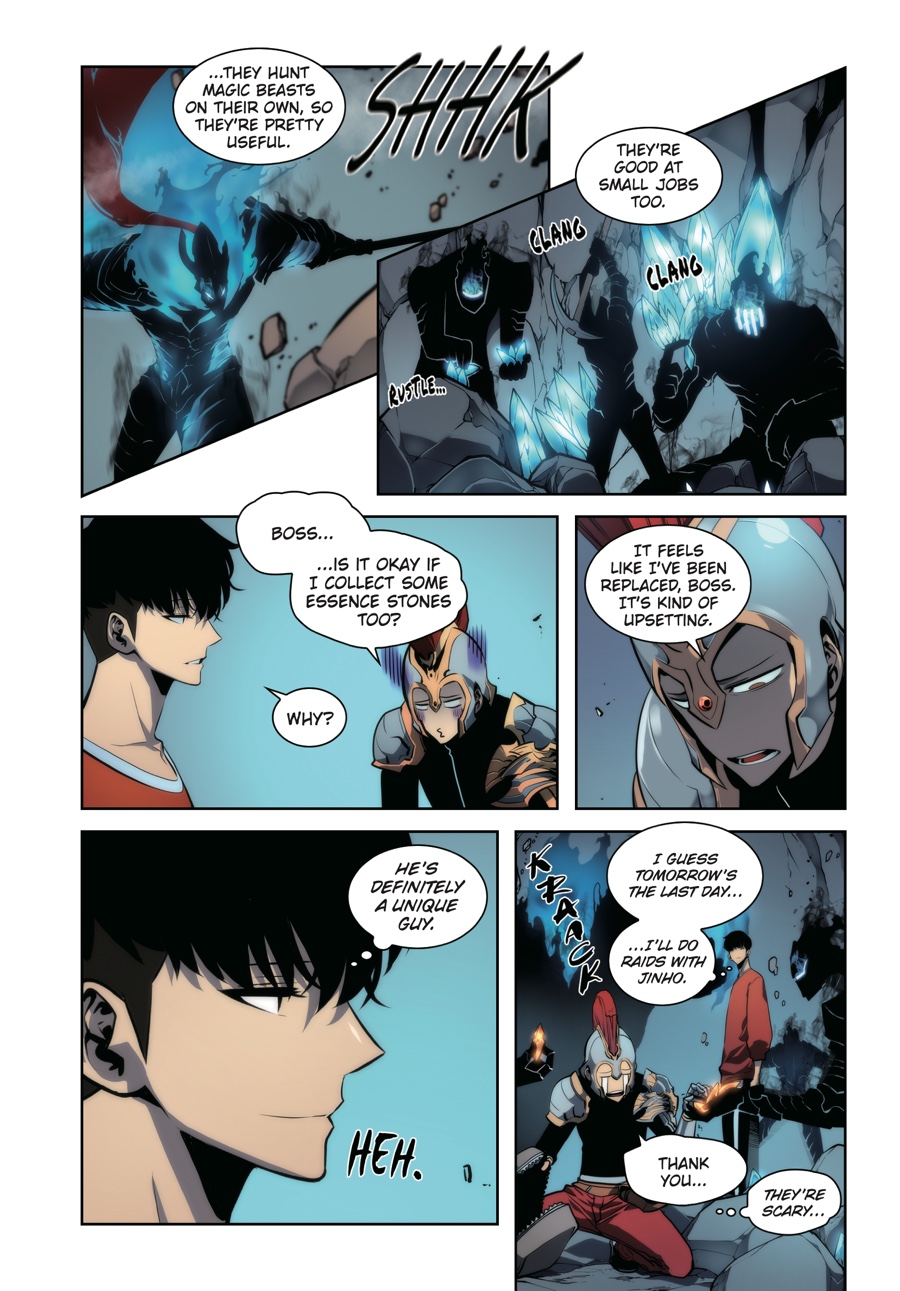 ...THEY HUNT
MAGIC BEASTS
ON THEIR OWN, SO
THEY'RE PRETTY
USEFUL.
SHHK
THEY'RE
GOOD AT
SMALL JOBS
TOO.
CLANG
CLANG
RUSTLE...
BOSS...
...IS IT OKAY IF
I COLLECT SOME
ESSENCE STONES
TOO?
WHY?
IT FEELS
LIKE I'VE BEEN
REPLACED, BOSS.
IT'S KIND OF
UPSETTING.
HE'S
DEFINITELY
A UNIQUE
GUY.
HEH.
KRAACK
I GUESS
TOMORROW'S
THE LAST DAY...
...I'LL DO
RAIDS WITH
JINHO.
THANK
YOU...
THEY'RE
SCARY...